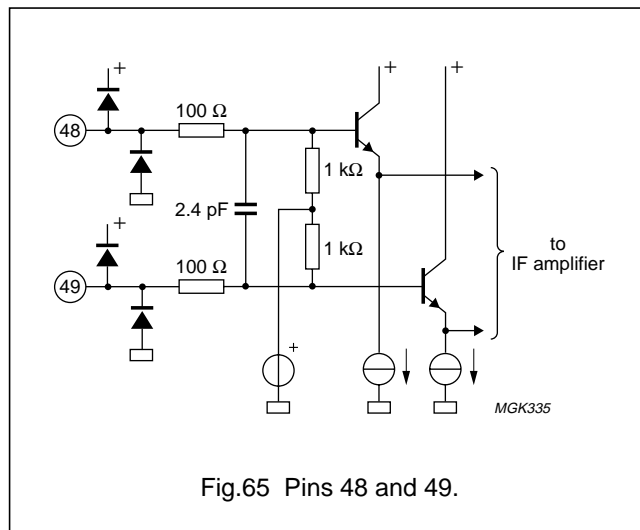 + + +
48
100 Ω
1 kΩ
+
2.4 pF
1 kΩ
to
IF amplifier
49
100 Ω
+
MGK335
Fig.65 Pins 48 and 49.